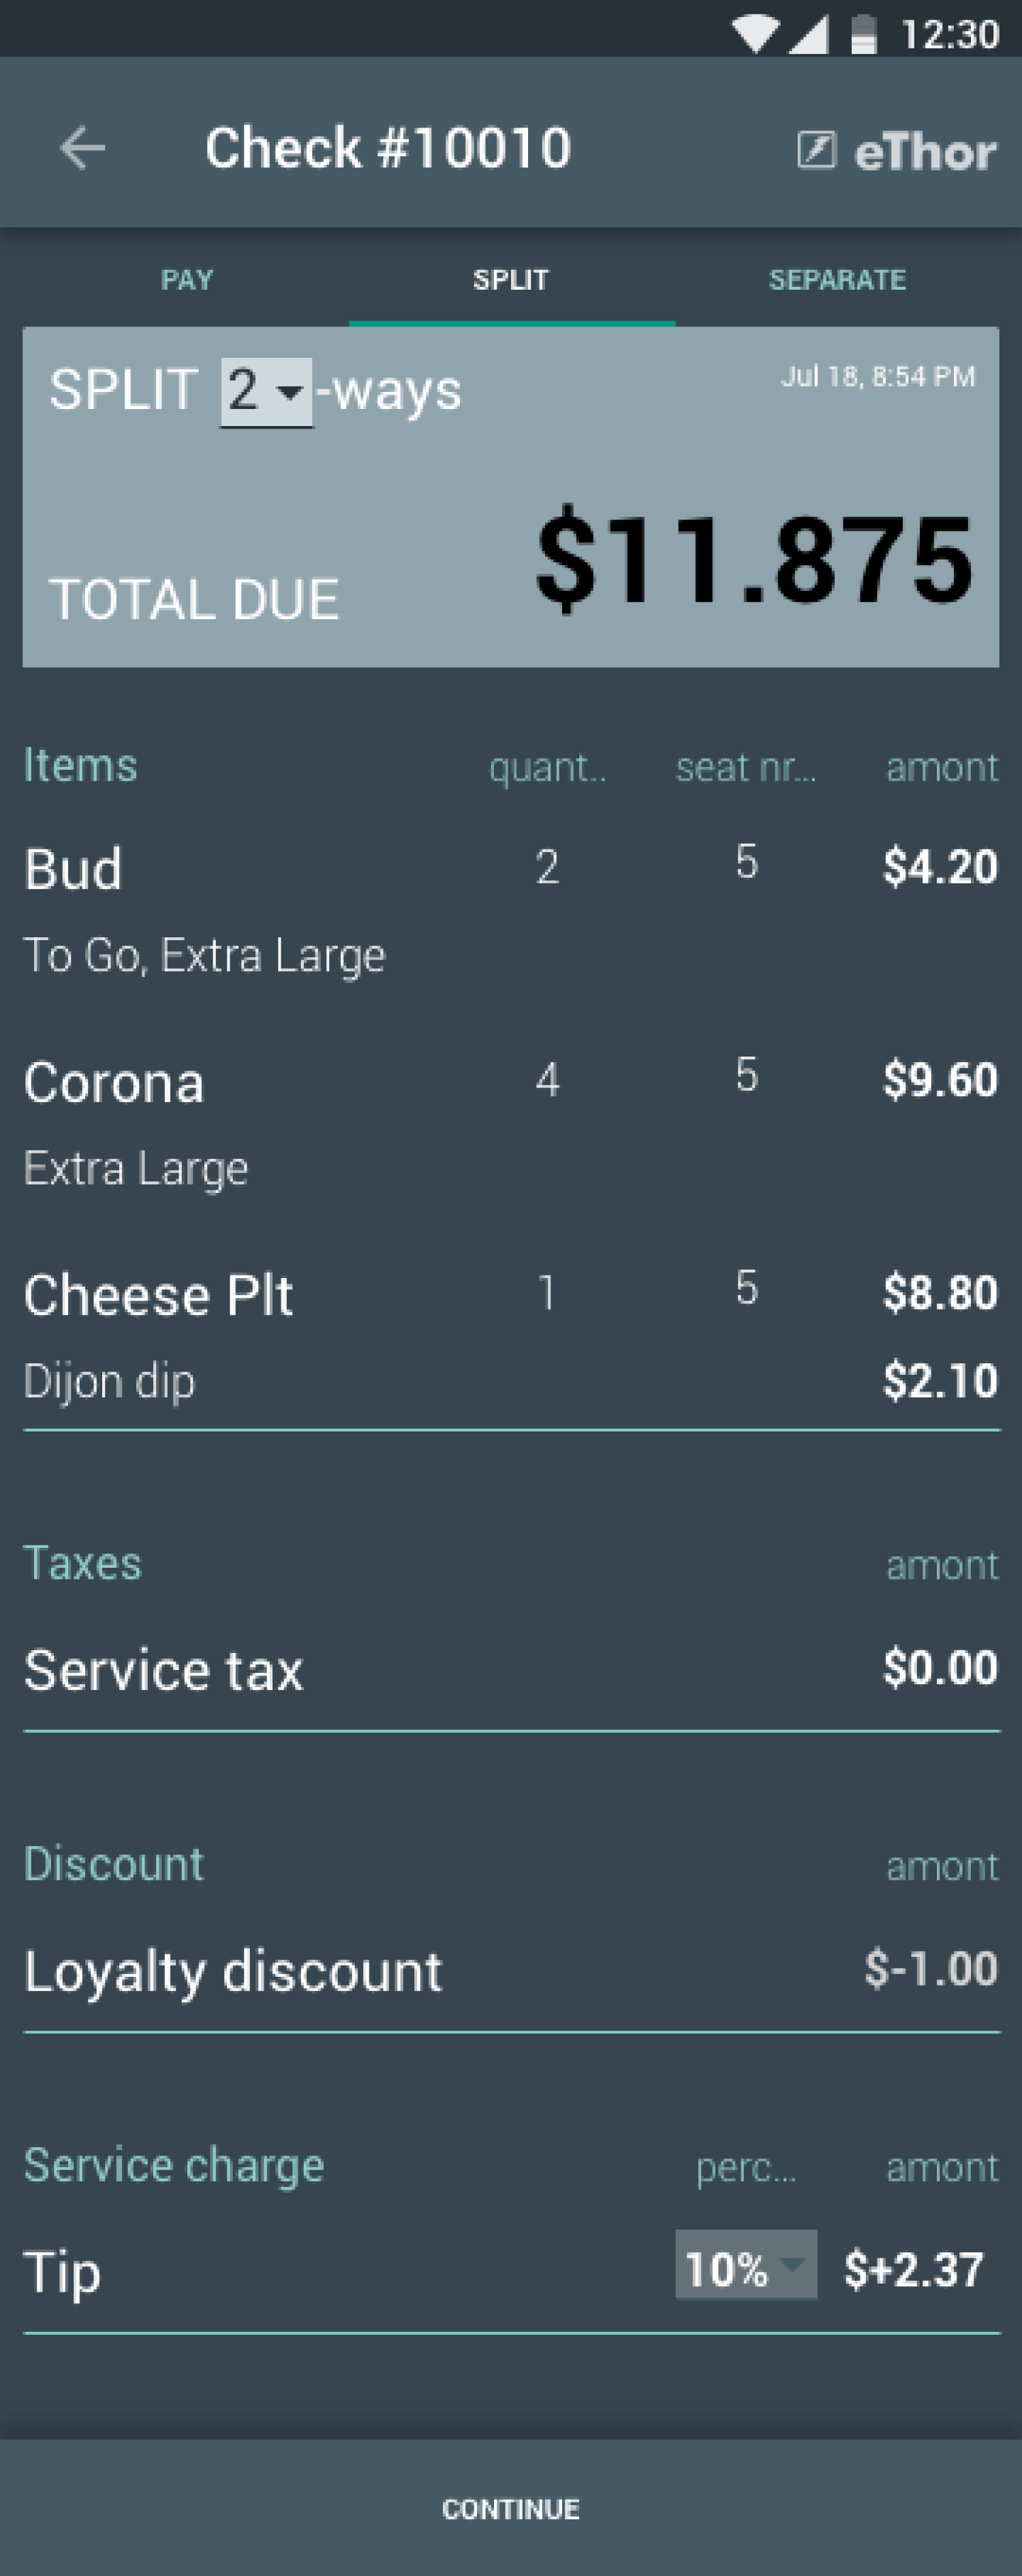 12:30
Check #10010 eThor
PAY SPLIT SEPARATE
SPLIT 2 -ways Jul 18, 8:54 PM
TOTAL DUE $11.875
Items quant.. seat nr... amont
Bud 2 5 $4.20
To Go, Extra Large
Corona 4 5 $9.60
Extra Large
Cheese Plt 1 5 $8.80
Dijon dip $2.10
Taxes amont
Service tax $0.00
Discount amont
Loyalty discount $-1.00
Service charge perc... amont
Tip 10% $+2.37
CONTINUE